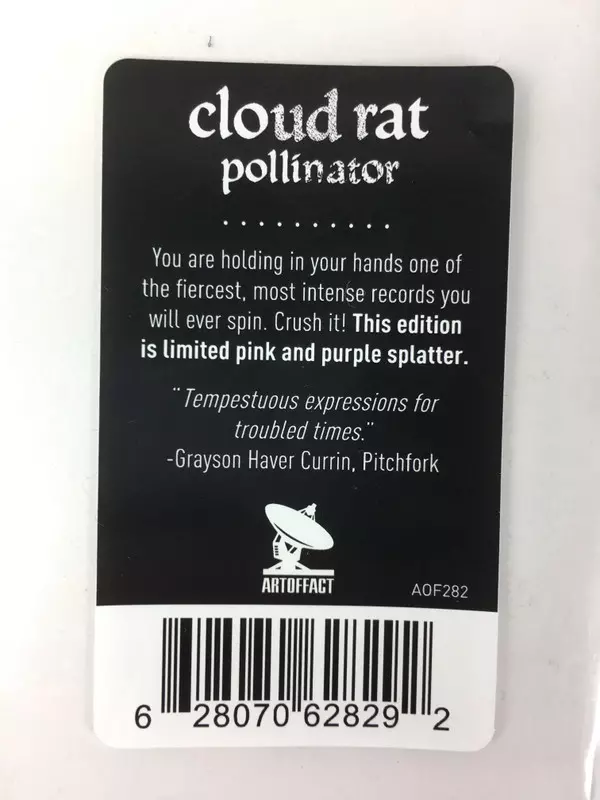 cloud rat
pollinator
..........
You are holding in your hands one of
the fiercest, most intense records you
will ever spin. Crush it! This edition
is limited pink and purple splatter.
"Tempestuous expressions for
troubled times."
-Grayson Haver Currin, Pitchfork
ARTOFFACT
AOF282
6 28070 62829 2